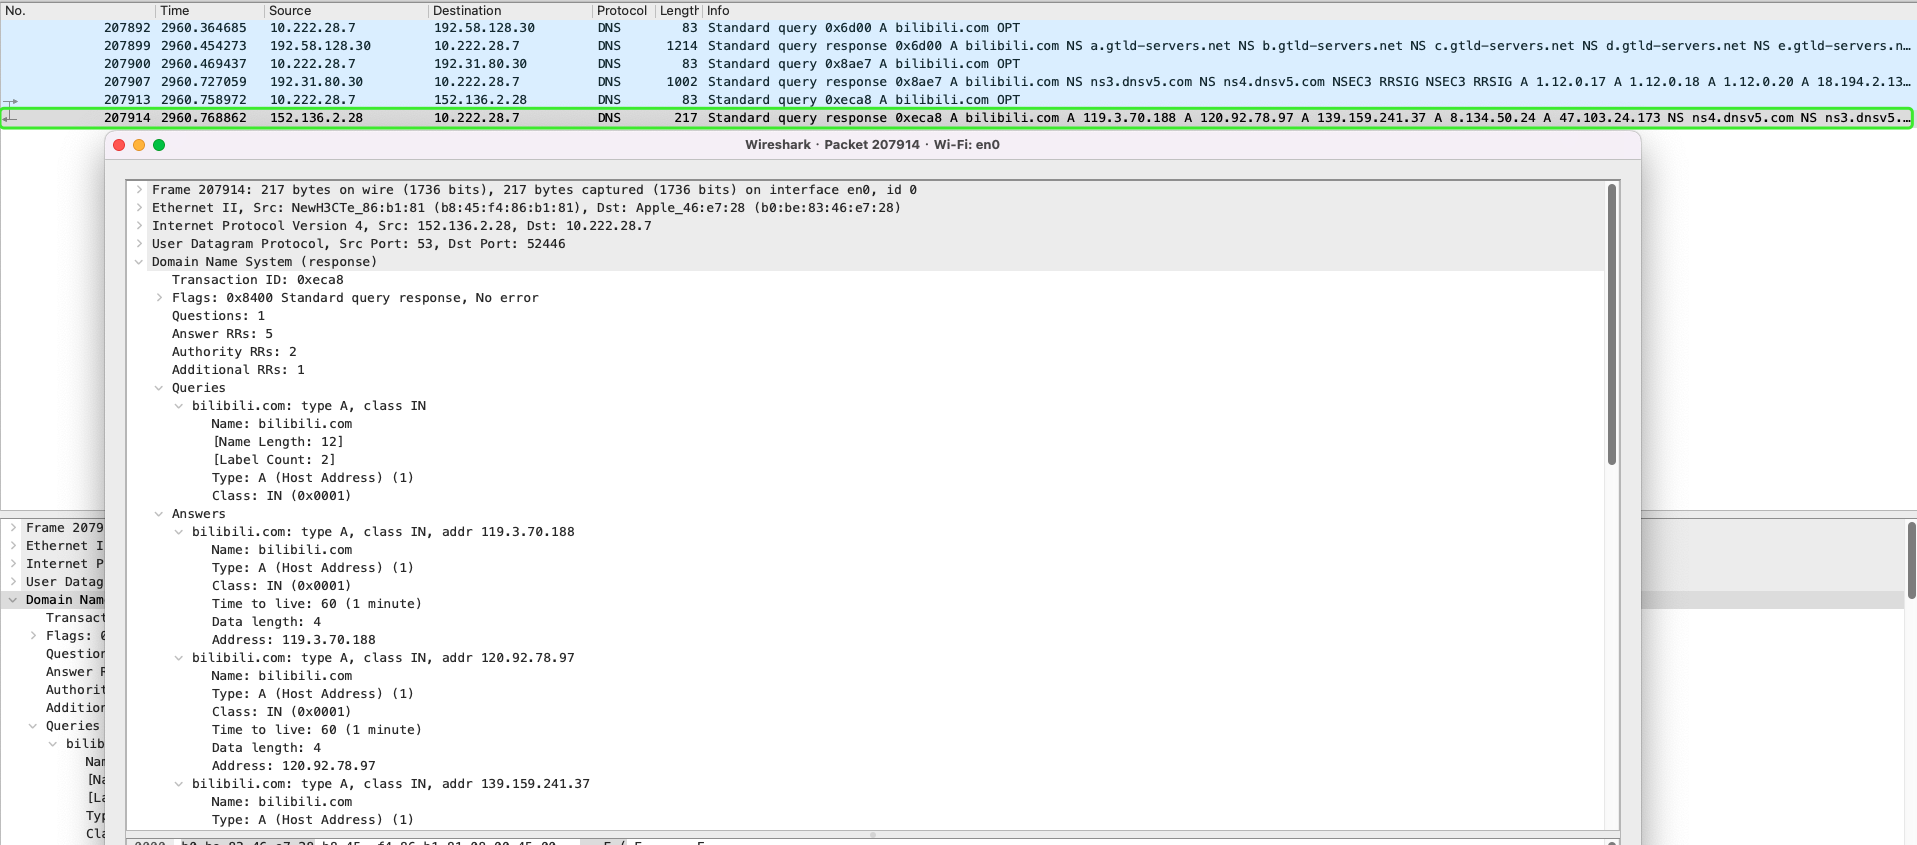 No. Time Source Destination Protocol Length Info
207892 2960.364685 10.222.28.7 192.58.128.30 DNS 83 Standard query 0x6d00 A bilibili.com OPT
207899 2960.454273 192.58.128.30 10.222.28.7 DNS 1214 Standard query response 0x6d00 A bilibili.com NS a.gtld-servers.net NS b.gtld-servers.net NS c.gtld-servers.net NS d.gtld-servers.net NS e.gtld-servers.n…
207900 2960.469437 10.222.28.7 192.31.80.30 DNS 83 Standard query 0x8ae7 A bilibili.com OPT
207907 2960.727059 192.31.80.30 10.222.28.7 DNS 1002 Standard query response 0x8ae7 A bilibili.com NS ns3.dnsv5.com NS ns4.dnsv5.com NSEC3 RRSIG NSEC3 RRSIG A 1.12.0.17 A 1.12.0.18 A 1.12.0.20 A 18.194.2.13…
207913 2960.758972 10.222.28.7 152.136.2.28 DNS 83 Standard query 0xeca8 A bilibili.com OPT
207914 2960.768862 152.136.2.28 10.222.28.7 DNS 217 Standard query response 0xeca8 A bilibili.com A 119.3.70.188 A 120.92.78.97 A 139.159.241.37 A 8.134.50.24 A 47.103.24.173 NS ns4.dnsv5.com NS ns3.dnsv5.…
Wireshark · Packet 207914 · Wi-Fi: en0
Frame 207914: 217 bytes on wire (1736 bits), 217 bytes captured (1736 bits) on interface en0, id 0
Ethernet II, Src: NewH3CTe_86:b1:81 (b8:45:f4:86:b1:81), Dst: Apple_46:e7:28 (b0:be:83:46:e7:28)
Internet Protocol Version 4, Src: 152.136.2.28, Dst: 10.222.28.7
User Datagram Protocol, Src Port: 53, Dst Port: 52446
Domain Name System (response)
Transaction ID: 0xeca8
Flags: 0x8400 Standard query response, No error
Questions: 1
Answer RRs: 5
Authority RRs: 2
Additional RRs: 1
Queries
bilibili.com: type A, class IN
Name: bilibili.com
[Name Length: 12]
[Label Count: 2]
Type: A (Host Address) (1)
Class: IN (0x0001)
Answers
bilibili.com: type A, class IN, addr 119.3.70.188
Name: bilibili.com
Type: A (Host Address) (1)
Class: IN (0x0001)
Time to live: 60 (1 minute)
Data length: 4
Address: 119.3.70.188
bilibili.com: type A, class IN, addr 120.92.78.97
Name: bilibili.com
Type: A (Host Address) (1)
Class: IN (0x0001)
Time to live: 60 (1 minute)
Data length: 4
Address: 120.92.78.97
bilibili.com: type A, class IN, addr 139.159.241.37
Name: bilibili.com
Type: A (Host Address) (1)
Frame 2079
Ethernet I
Internet P
User Datag
Domain Nam
Transact
Flags: 0
Question
Answer R
Authorit
Addition
Queries
bilib
Nam
[Na
[La
Typ
Cla